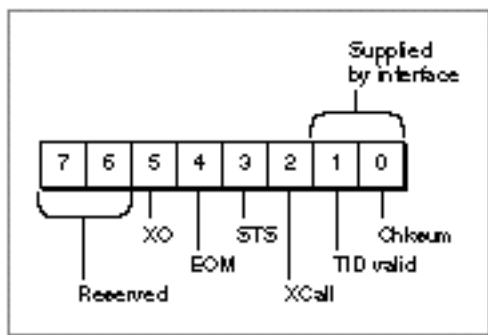 Supplied
by interface
7 6 5 4 3 2 1 0
XO STS Chksum
EOM TID valid
Reserved XCall